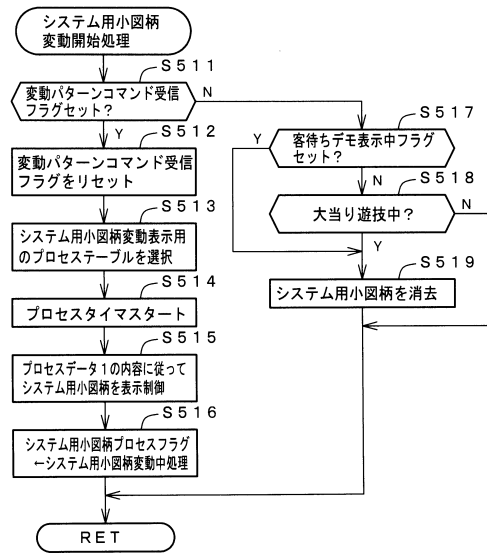 システム用小図柄
変動開始処理
S511
変動パターンコマンド受信
フラグセット？
N
Y
S512
変動パターンコマンド受信
フラグをリセット
S513
システム用小図柄変動表示用
のプロセステーブルを選択
S514
プロセスタイマスタート
S515
プロセスデータ1の内容に従って
システム用小図柄を表示制御
S516
システム用小図柄プロセスフラグ
←システム用小図柄変動中処理
RET
S517
客待ちデモ表示中フラグ
セット？
Y
N
S518
大当り遊技中？
N
Y
S519
システム用小図柄を消去